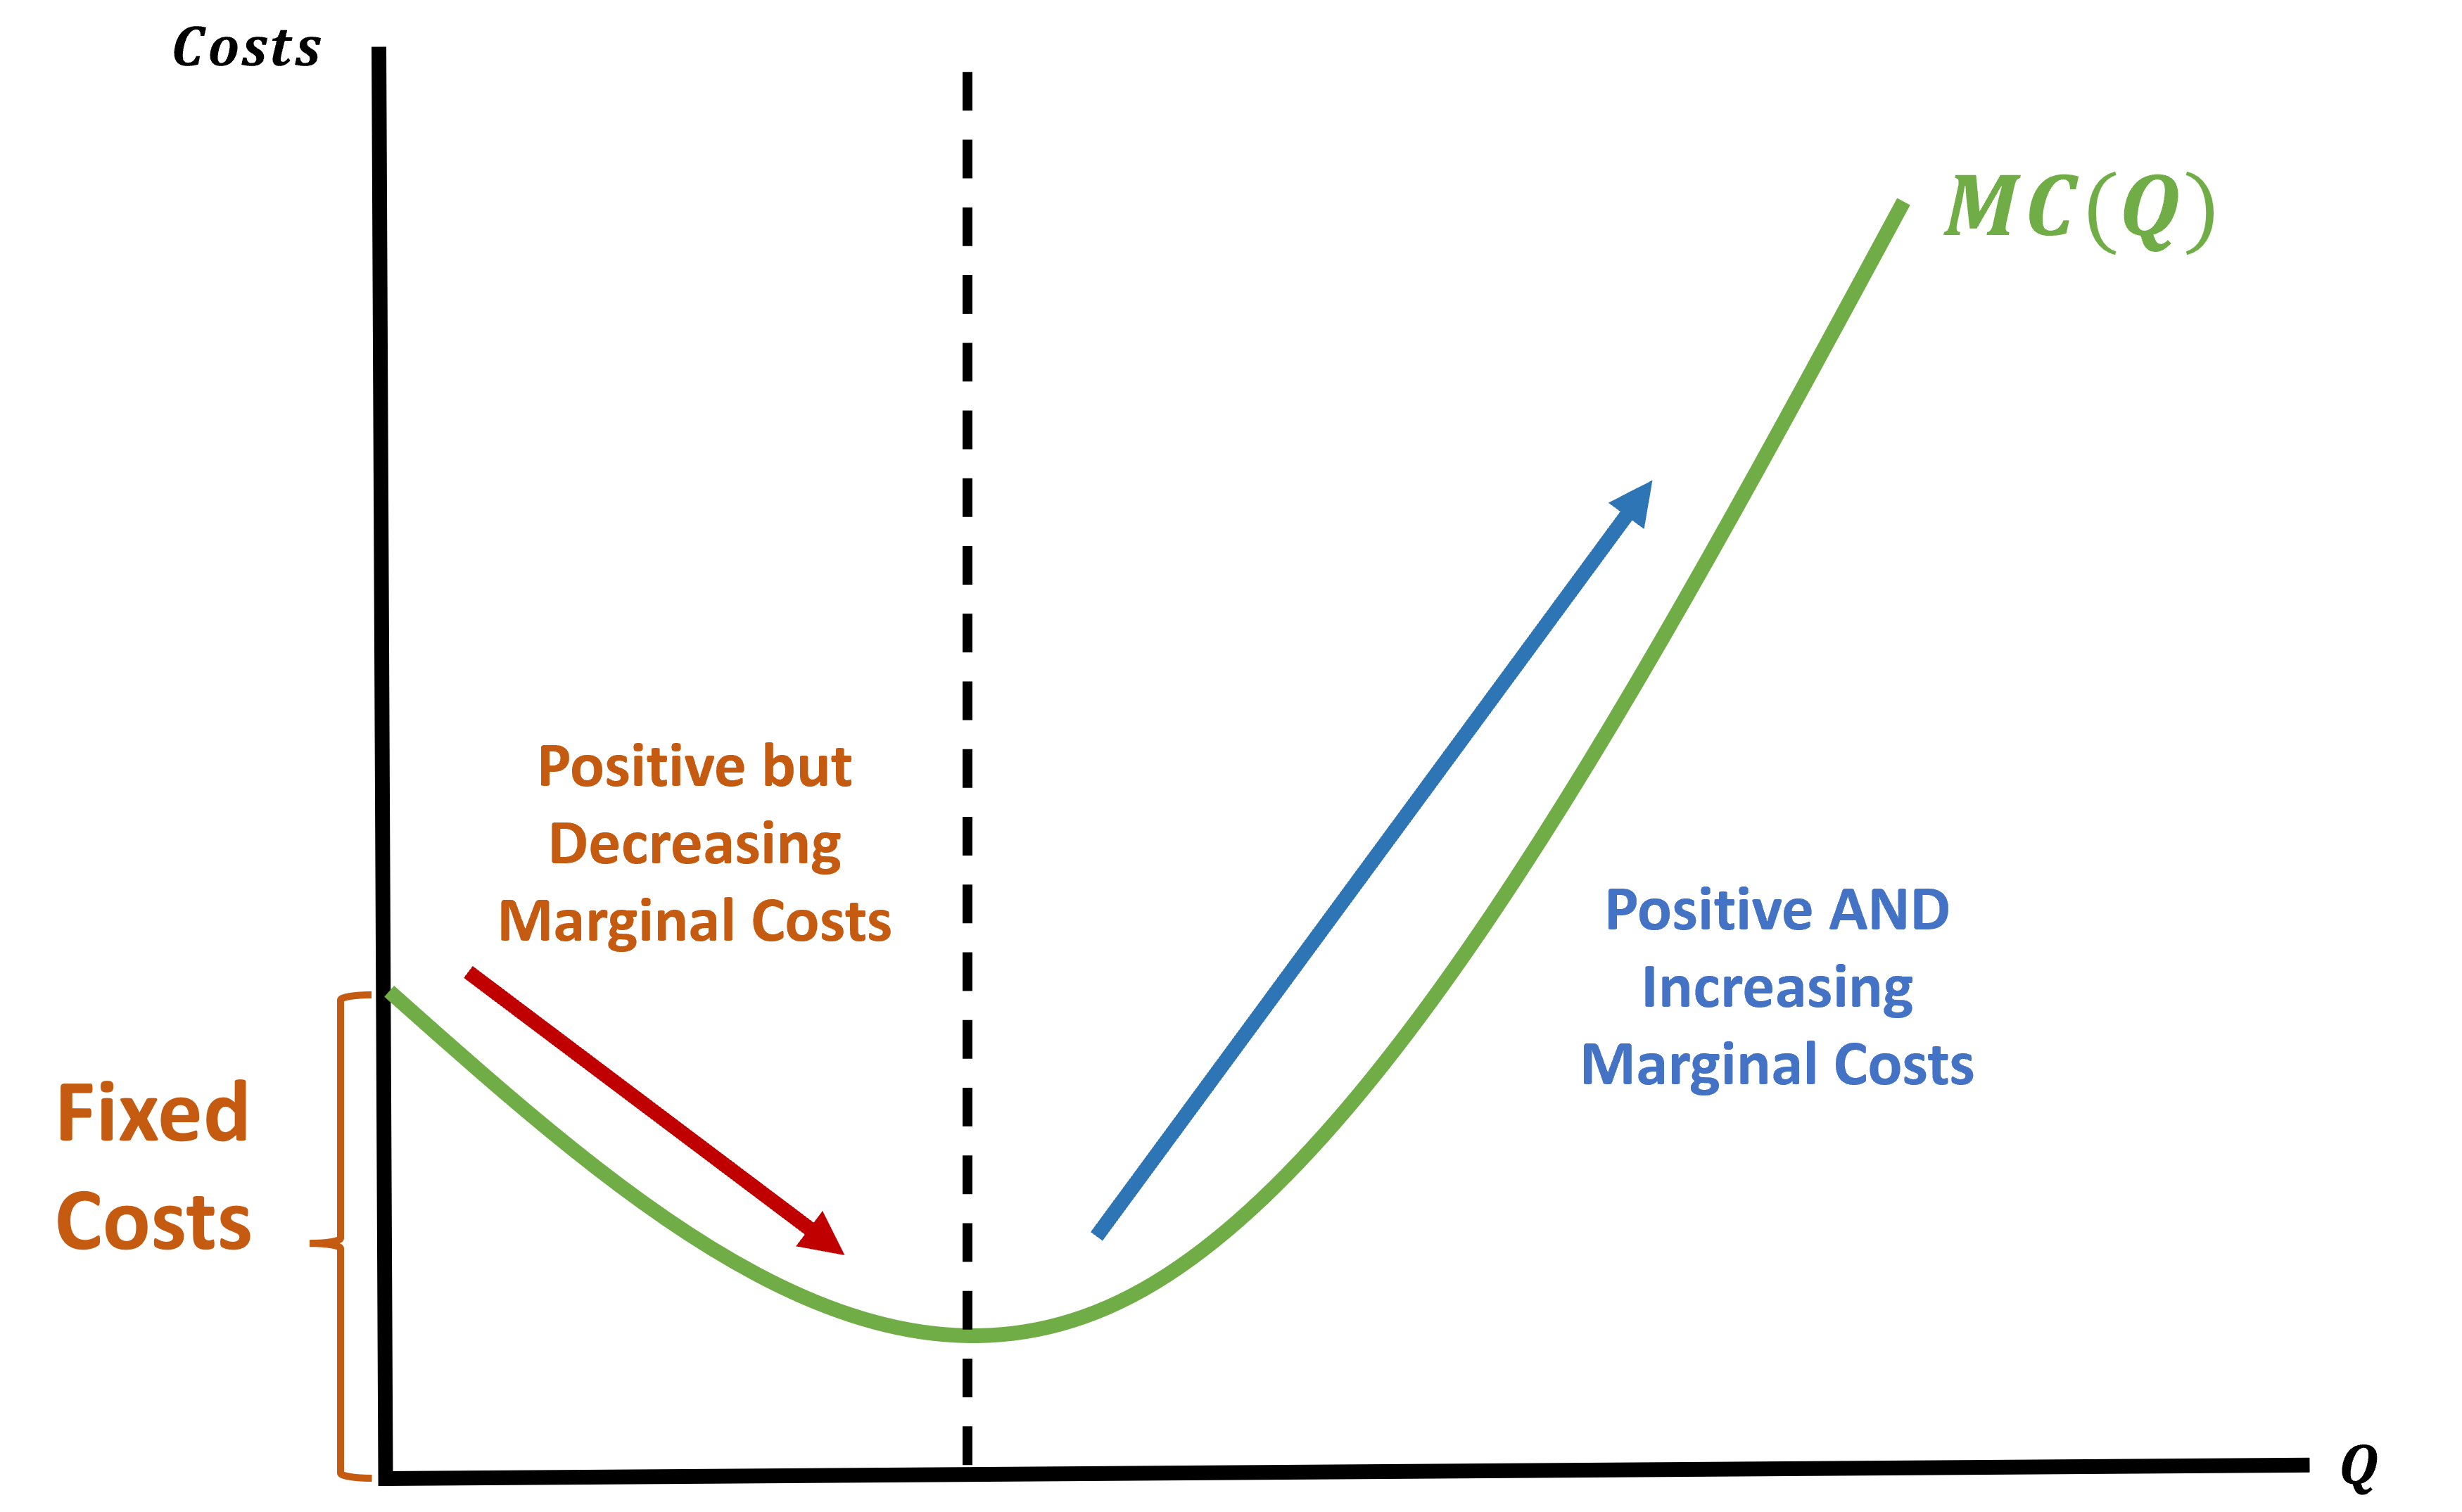 Costs
MC(Q)
Positive but
Decreasing
Marginal Costs
Positive AND
Increasing
Marginal Costs
Fixed
Costs
Q